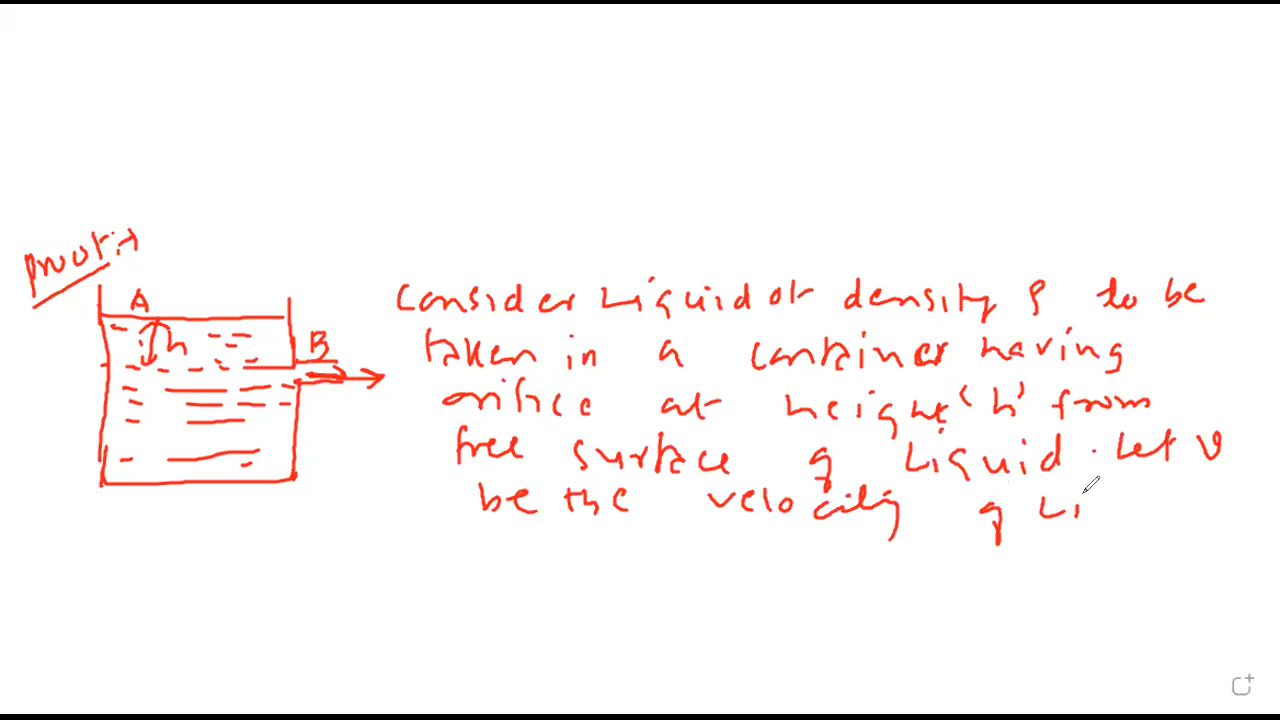 Proof:→
A
h
B
Consider Liquid of density ρ to be
taken in a container having
orifice at height 'h' from
free surface of Liquid. Let v
be the velocity of Li